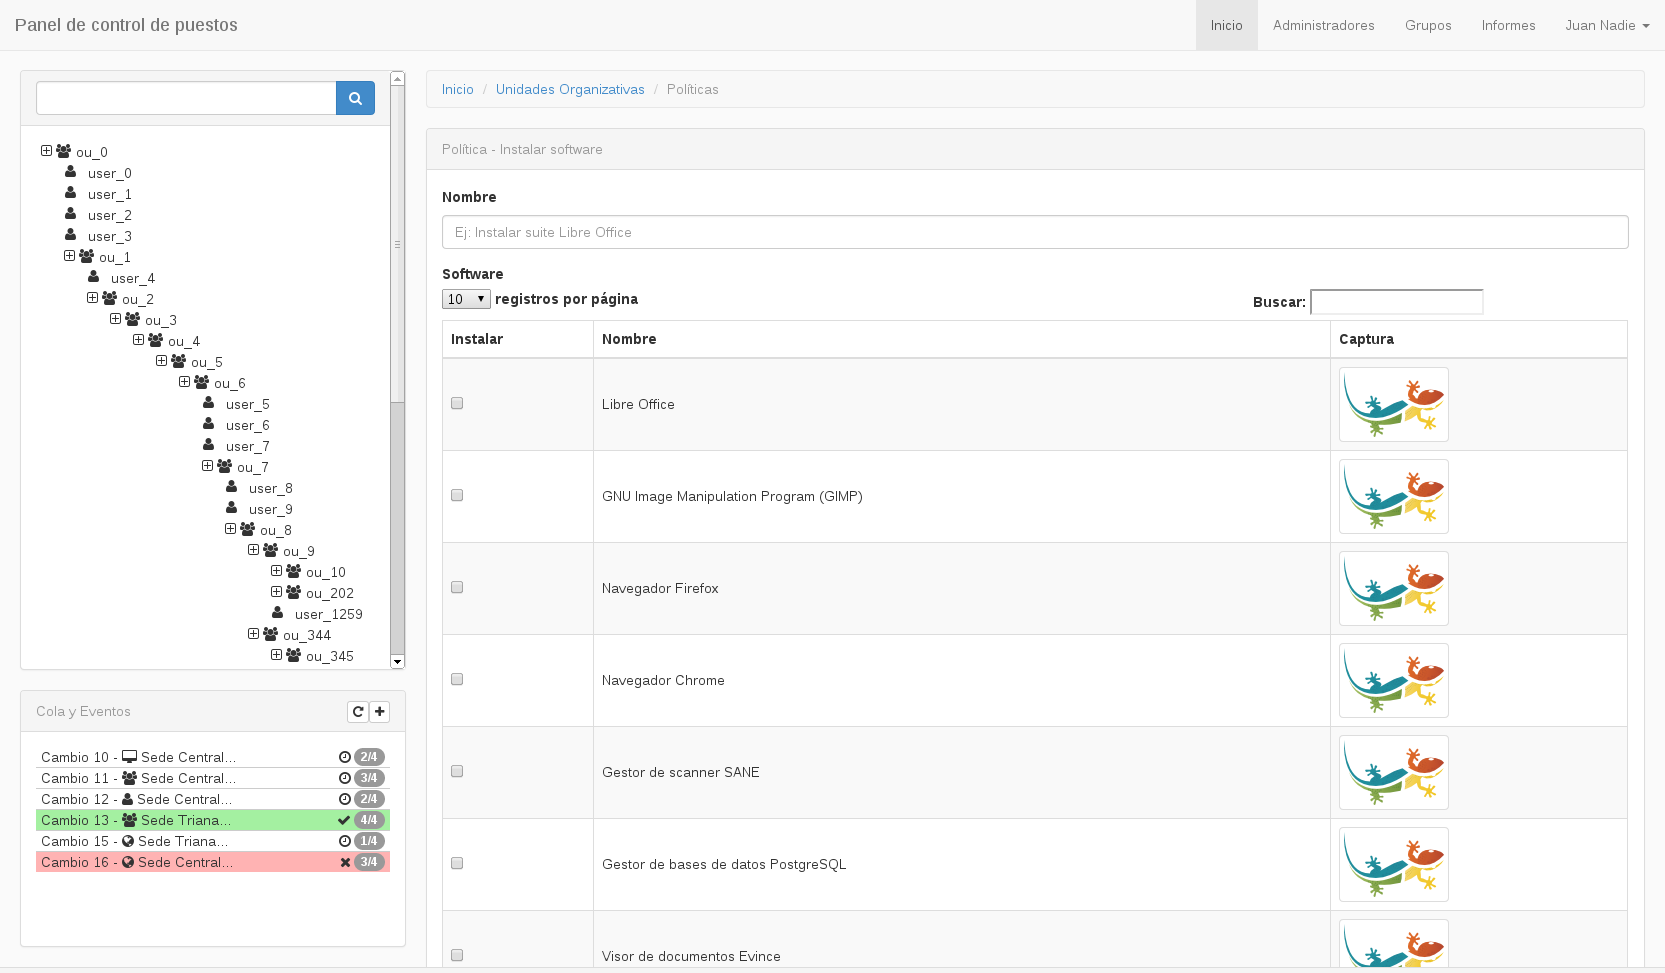 Panel de control de puestos
Inicio Administradores Grupos Informes Juan Nadie
ou_0
user_0
user_1
user_2
user_3
ou_1
user_4
ou_2
ou_3
ou_4
ou_5
ou_6
user_5
user_6
user_7
ou_7
user_8
user_9
ou_8
ou_9
ou_10
ou_202
user_1259
ou_344
ou_345
Cola y Eventos
Cambio 10 - Sede Central... 2/4
Cambio 11 - Sede Central... 3/4
Cambio 12 - Sede Central... 2/4
Cambio 13 - Sede Triana... 4/4
Cambio 15 - Sede Triana... 1/4
Cambio 16 - Sede Central... 3/4
Inicio / Unidades Organizativas / Políticas
Política - Instalar software
Nombre
Ej: Instalar suite Libre Office
Software
10 registros por página Buscar:
Instalar Nombre Captura
Libre Office
GNU Image Manipulation Program (GIMP)
Navegador Firefox
Navegador Chrome
Gestor de scanner SANE
Gestor de bases de datos PostgreSQL
Visor de documentos Evince